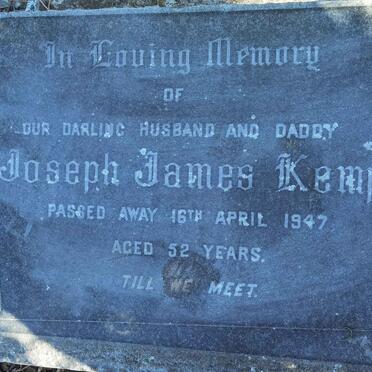 In Loving Memory
OF
OUR DARLING HUSBAND AND DADDY
Joseph James Kemp
PASSED AWAY 16TH APRIL 1947
AGED 52 YEARS.
TILL WE MEET.